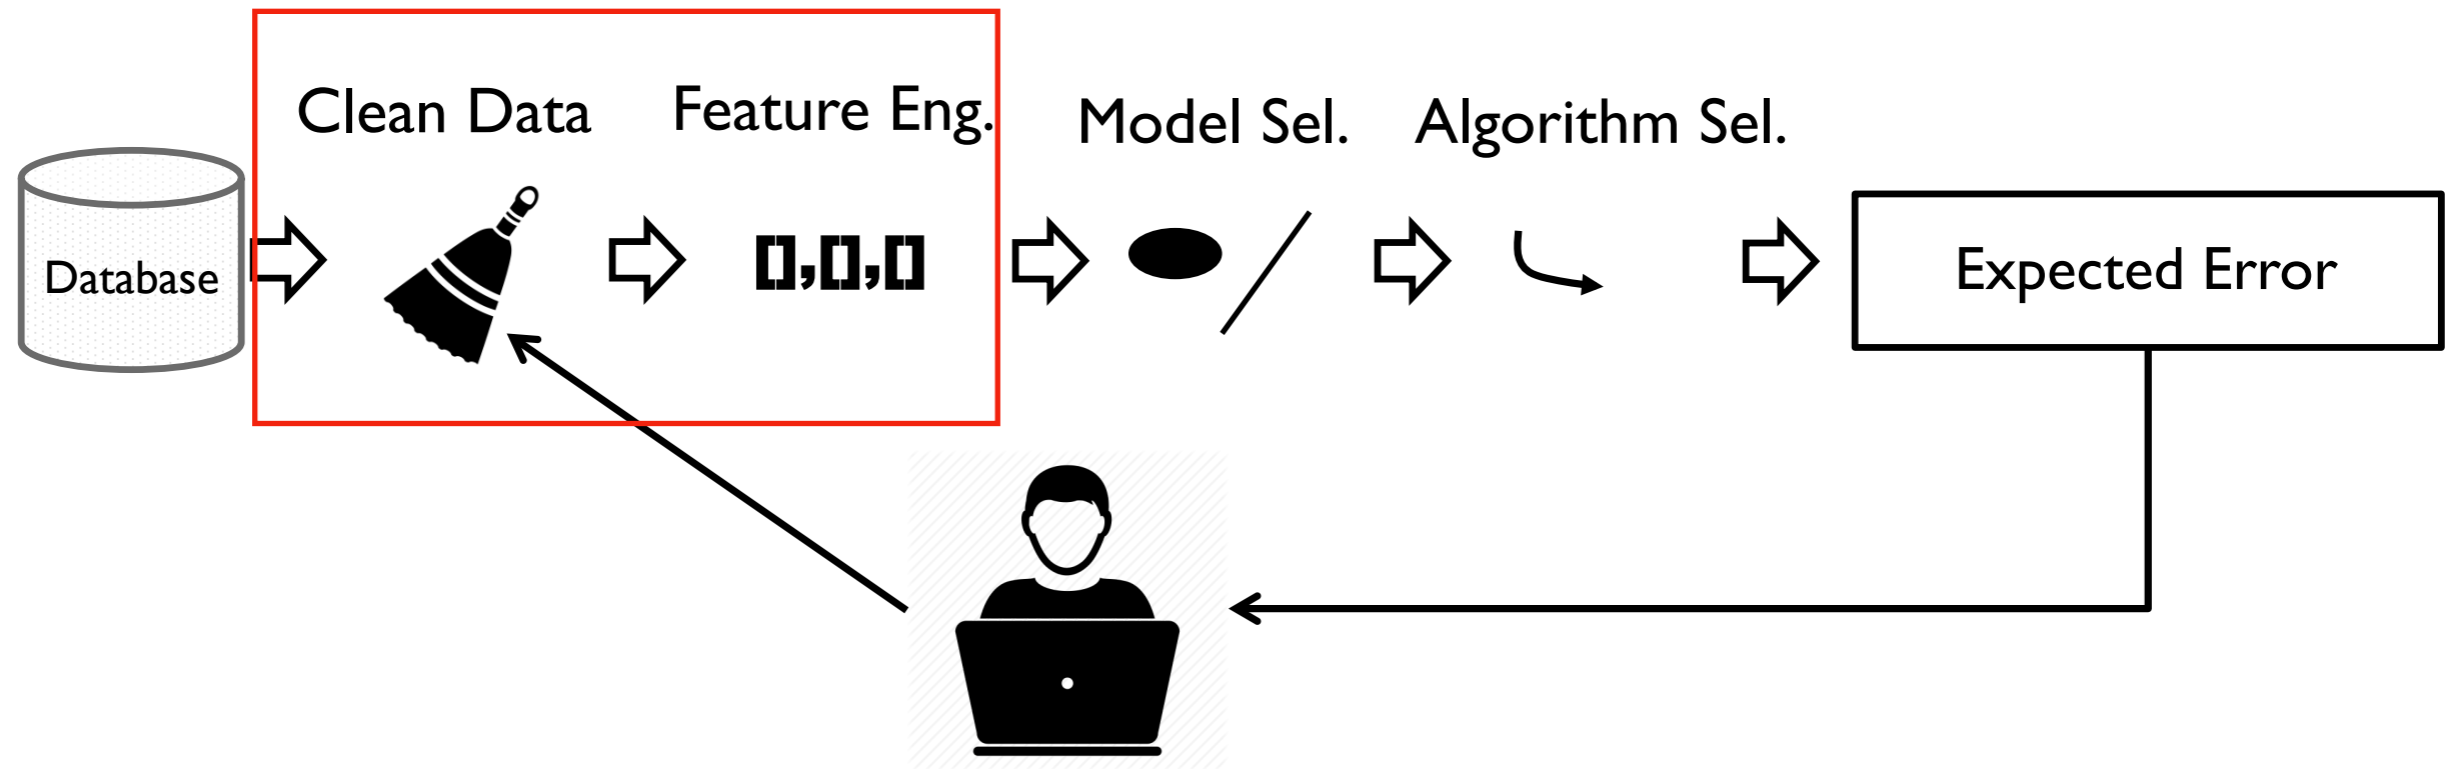 Clean Data
Feature Eng.
Model Sel.
Algorithm Sel.
Database
[],[],[]
Expected Error